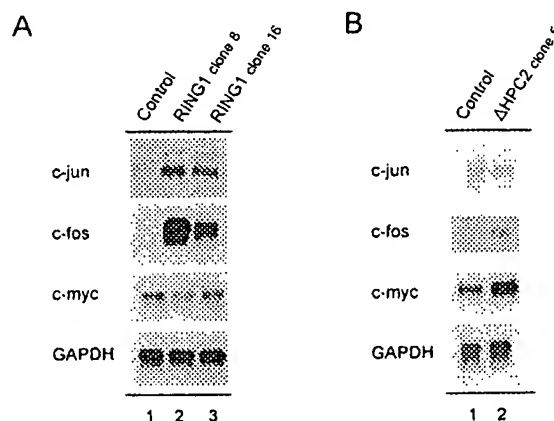 A
Control
RING1 clone 8
RING1 clone 16
c-jun
c-fos
c-myc
GAPDH
1 2 3
B
Control
ΔHPC2 clone 5
c-jun
c-fos
c-myc
GAPDH
1 2